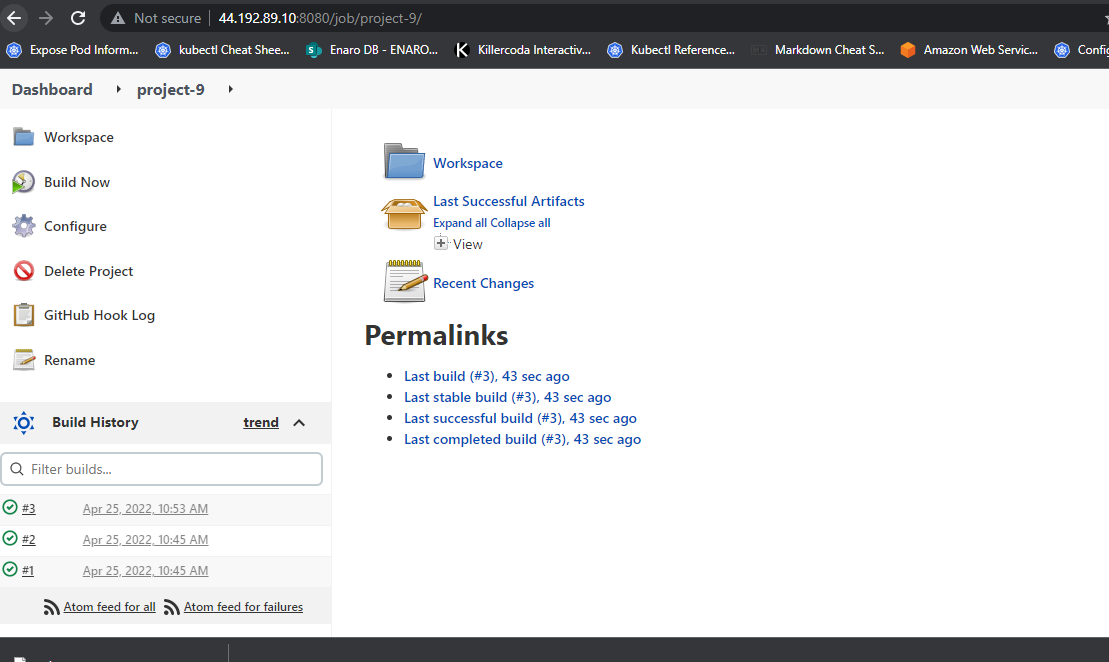 Not secure 44.192.89.10:8080/job/project-9/
Expose Pod Inform... kubectl Cheat Shee... Enaro DB - ENARO... Killercoda Interactiv... Kubectl Reference... Markdown Cheat S... Amazon Web Servic... Config
Dashboard project-9
Workspace
Build Now
Configure
Delete Project
GitHub Hook Log
Rename
Build History trend
Filter builds...
#3 Apr 25, 2022, 10:53 AM
#2 Apr 25, 2022, 10:45 AM
#1 Apr 25, 2022, 10:45 AM
Atom feed for all Atom feed for failures
Workspace
Last Successful Artifacts
Expand all Collapse all
View
Recent Changes
Permalinks
Last build (#3), 43 sec ago
Last stable build (#3), 43 sec ago
Last successful build (#3), 43 sec ago
Last completed build (#3), 43 sec ago